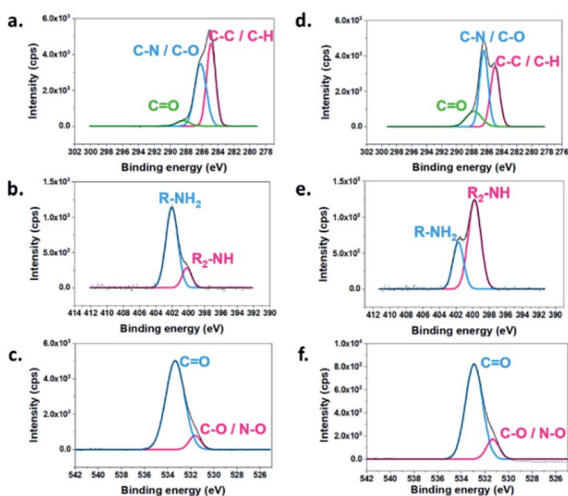 a.
6.0x10³
4.0x10³
2.0x10³
0.0
Intensity (cps)
C-N / C-O
C-C / C-H
C=O
302 300 298 296 294 292 290 288 286 284 282 280 278
Binding energy (eV)
d.
6.0x10³
4.0x10³
2.0x10³
0.0
Intensity (cps)
C-N / C-O
C-C / C-H
C=O
302 300 298 296 294 292 290 288 286 284 282 280 278 276
Binding energy (eV)
b.
1.5x10³
1.0x10³
5.0x10²
0.0
Intensity (cps)
R-NH₂
R₂-NH
414 412 410 408 406 404 402 400 398 396 394 392 390
Binding energy (eV)
e.
1.5x10³
1.0x10³
5.0x10²
0.0
Intensity (cps)
R₂-NH
R-NH₂
412 410 408 406 404 402 400 398 396 394 392 390
Binding energy (eV)
c.
6.0x10³
4.0x10³
2.0x10³
0.0
Intensity (cps)
C=O
C-O / N-O
542 540 538 536 534 532 530 528 526
Binding energy (eV)
f.
1.0x10⁴
8.0x10³
6.0x10³
4.0x10³
2.0x10³
0.0
Intensity (cps)
C=O
C-O / N-O
542 540 538 536 534 532 530 528 526
Binding energy (eV)